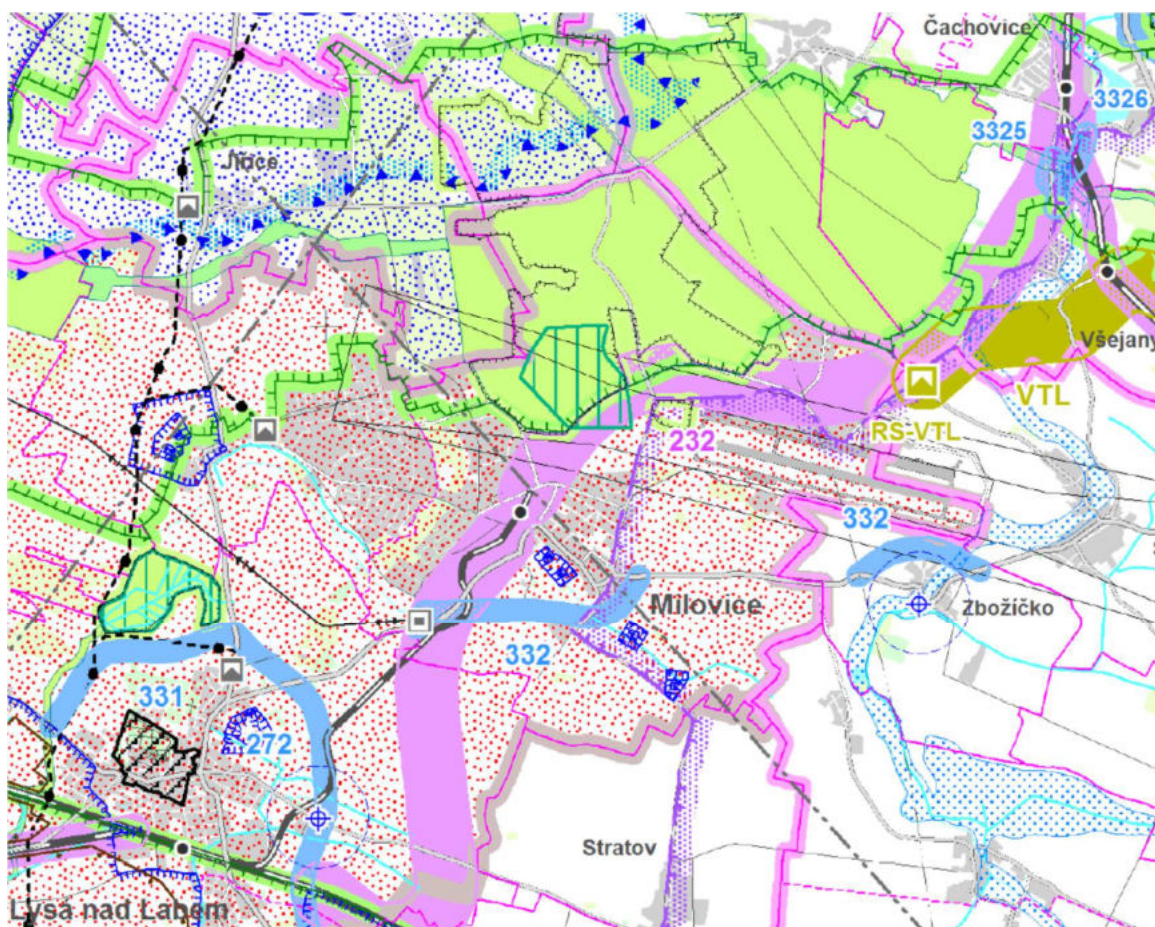 Čachovice
3326
3325
Jiřice
Všejany
VTL
RS-VTL
232
332
Milovice
Zbožíčko
332
331
272
Stratov
Lysá nad Labem